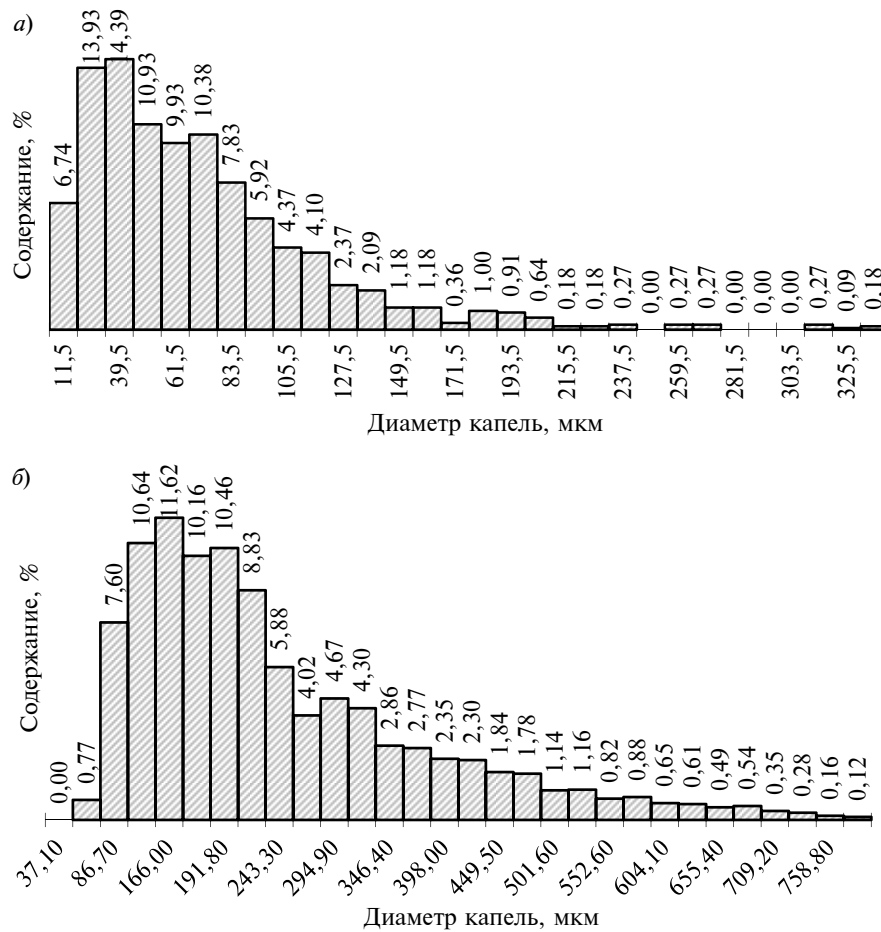 а)
Содержание, %
6,74 13,93 4,39 10,93 9,93 10,38 7,83 5,92 4,37 4,10 2,37 2,09 1,18 1,18 0,36 1,00 0,91 0,64 0,18 0,18 0,27 0,00 0,27 0,27 0,00 0,00 0,00 0,27 0,09 0,18
11,5 39,5 61,5 83,5 105,5 127,5 149,5 171,5 193,5 215,5 237,5 259,5 281,5 303,5 325,5
Диаметр капель, мкм
б)
Содержание, %
0,00 0,77 7,60 10,64 11,62 10,16 10,46 8,83 5,88 4,02 4,67 4,30 2,86 2,77 2,35 2,30 1,84 1,78 1,14 1,16 0,82 0,88 0,65 0,61 0,49 0,54 0,35 0,28 0,16 0,12
37,10 86,70 166,00 191,80 243,30 294,90 346,40 398,00 449,50 501,60 552,60 604,10 655,40 709,20 758,80
Диаметр капель, мкм